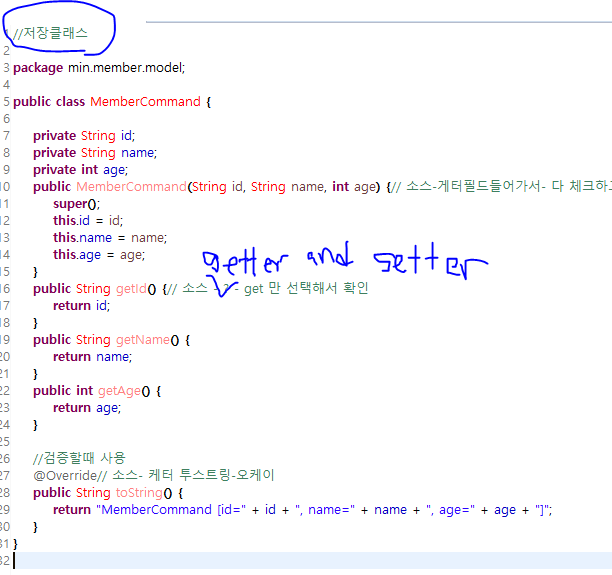 1 //저장클래스
2
3 package min.member.model;
4
5 public class MemberCommand {
6
7 private String id;
8 private String name;
9 private int age;
10 public MemberCommand(String id, String name, int age) {// 소스-게터필드들어가서- 다 체크하고
11 super();
12 this.id = id;
13 this.name = name;
14 this.age = age;
getter and setter
15 }
16 public String getId() {// 소스 - - get 만 선택해서 확인
17 return id;
18 }
19 public String getName() {
20 return name;
21 }
22 public int getAge() {
23 return age;
24 }
25
26 //검증할때 사용
27 @Override// 소스- 케터 투스트링-오케이
28 public String toString() {
29 return "MemberCommand [id=" + id + ", name=" + name + ", age=" + age + "]";
30 }
31 }
32